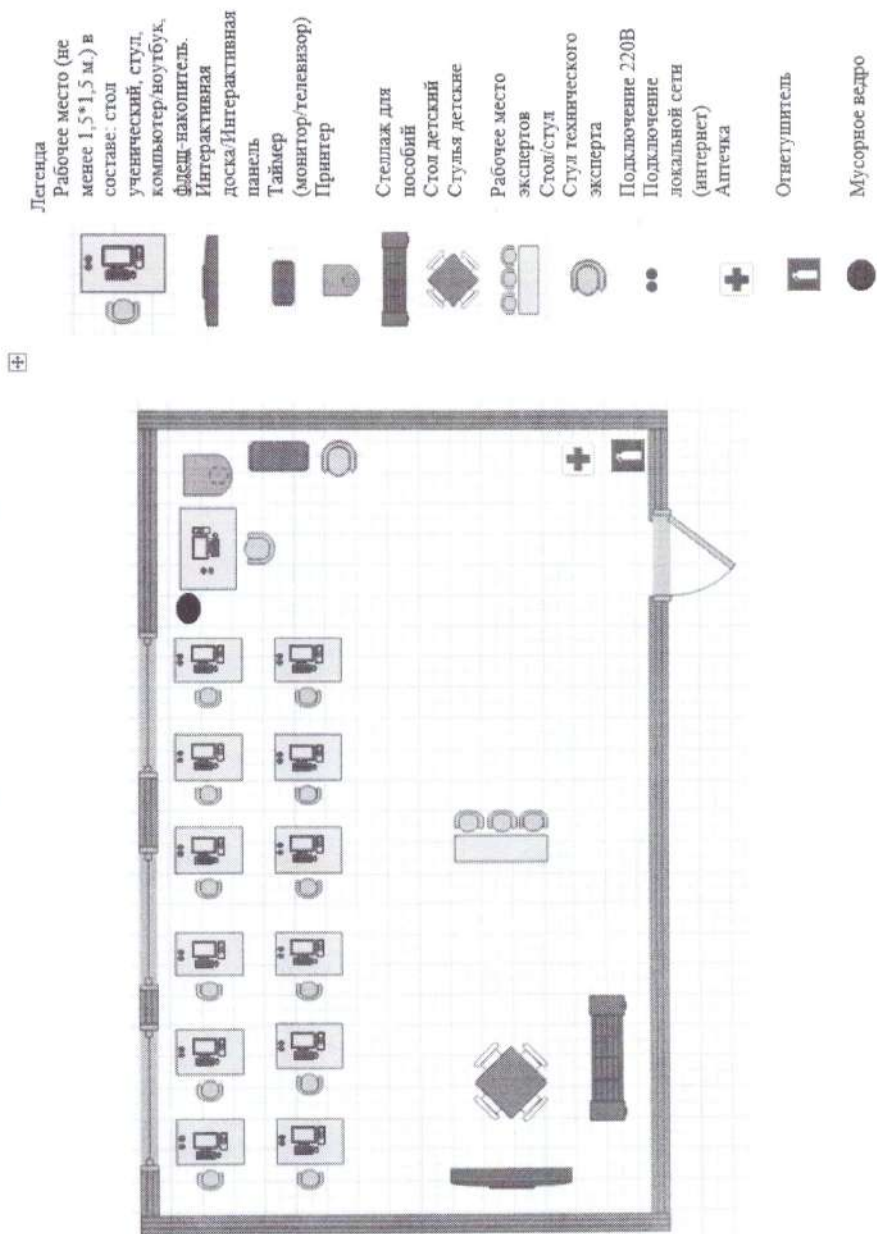 Легенда
Рабочее место (не
менее 1,5*1,5 м.) в
составе: стол
ученический, стул,
компьютер/ноутбук,
флеш-накопитель.
Интерактивная
доска/Интерактивная
панель
Таймер
(монитор/телевизор)
Принтер
Стеллаж для
пособий
Стол детский
Стулья детские
Рабочее место
экспертов
Стол/стул
Стул технического
эксперта
Подключение 220В
Подключение
локальной сети
(интернет)
Аптечка
Огнетушитель
Мусорное ведро